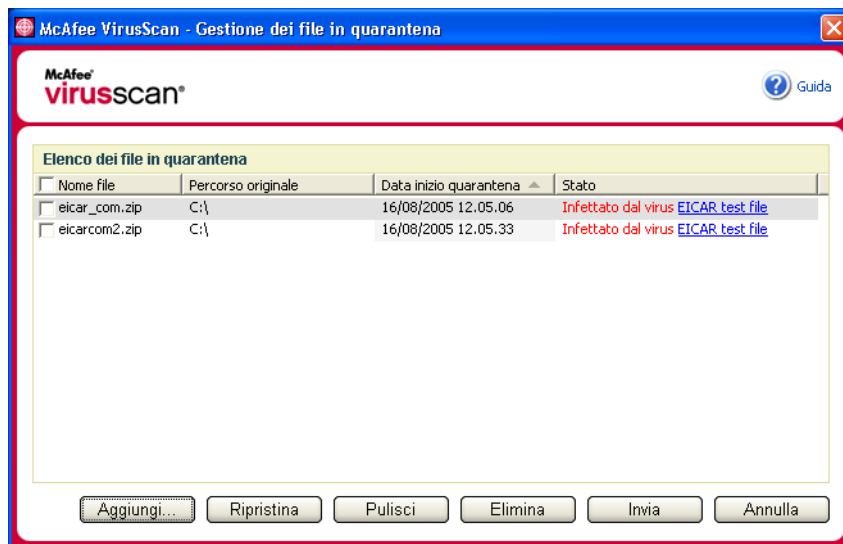 McAfee VirusScan - Gestione dei file in quarantena
McAfee®
virusscan®
Guida
Elenco dei file in quarantena
Nome file Percorso originale Data inizio quarantena Stato
eicar_com.zip C:\ 16/08/2005 12.05.06 Infettato dal virus EICAR test file
eicarcom2.zip C:\ 16/08/2005 12.05.33 Infettato dal virus EICAR test file
Aggiungi... Ripristina Pulisci Elimina Invia Annulla